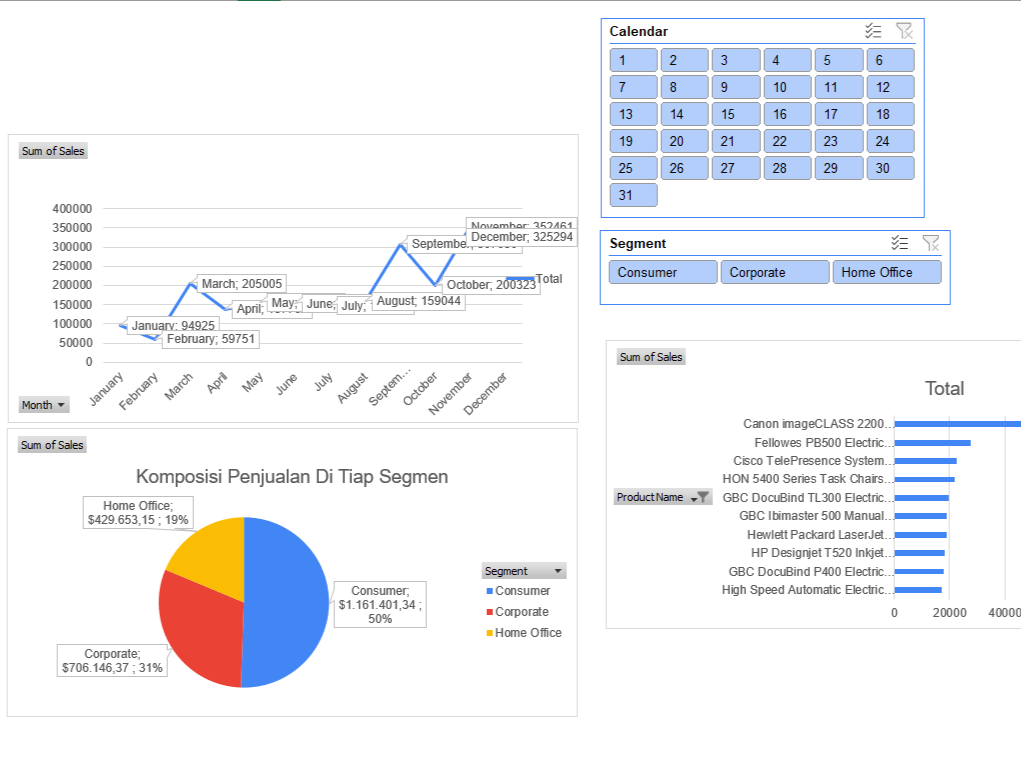 Calendar
1 2 3 4 5 6
7 8 9 10 11 12
13 14 15 16 17 18
19 20 21 22 23 24
25 26 27 28 29 30
31
Segment
Consumer Corporate Home Office
Sum of Sales
400000
350000
300000
250000
200000
150000
100000
50000
0
January; 94925
February; 59751
March; 205005
April;
May;
June;
July;
August; 159044
October; 200323
November; 352461
December; 325294
Total
January February March April May June July August Septem... October November December
Month
Sum of Sales
Komposisi Penjualan Di Tiap Segmen
Home Office;
$429.653,15 ; 19%
Consumer;
$1.161.401,34 ;
50%
Corporate;
$706.146,37 ; 31%
Segment
Consumer
Corporate
Home Office
Sum of Sales
Total
ProductName
Canon imageCLASS 2200...
Fellowes PB500 Electric...
Cisco TelePresence System...
HON 5400 Series Task Chairs...
GBC DocuBind TL300 Electric...
GBC Ibimaster 500 Manual...
Hewlett Packard LaserJet...
HP Designjet T520 Inkjet...
GBC DocuBind P400 Electric...
High Speed Automatic Electric...
0 20000 40000